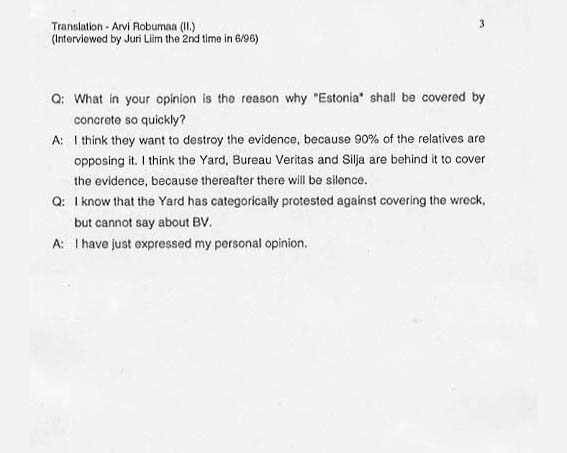 Translation - Arvi Robumaa (II.)
3
(Interviewed by Juri Liim the 2nd time in 6/96)
Q: What in your opinion is the reason why "Estonia" shall be covered by
concrete so quickly?
A: I think they want to destroy the evidence, because 90% of the relatives are
opposing it. I think the Yard, Bureau Veritas and Silja are behind it to cover
the evidence, because thereafter there will be silence.
Q: I know that the Yard has categorically protested against covering the wreck,
but cannot say about BV.
A: I have just expressed my personal opinion.